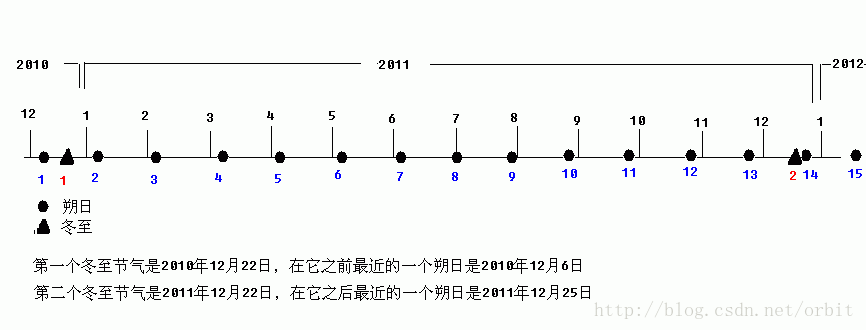 2010 2011 2012
12 1 2 3 4 5 6 7 8 9 10 11 12 1
1 1 2 3 4 5 6 7 8 9 10 11 12 13 2 14 15
朔日
冬至
第一个冬至节气是2010年12月22日，在它之前最近的一个朔日是2010年12月6日
第二个冬至节气是2011年12月22日，在它之后最近的一个朔日是2011年12月25日
http://blog.csdn.net/orbit